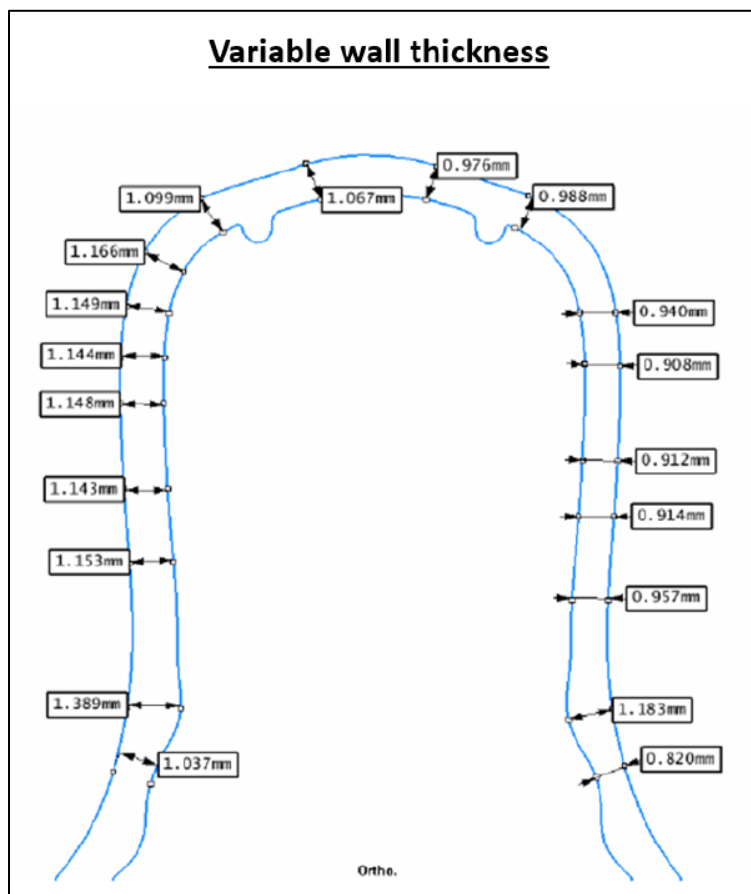 Variable wall thickness
0.976mm
1.099mm
1.067mm
0.988mm
1.166mm
1.149mm
0.940mm
1.144mm
0.908mm
1.148mm
0.912mm
1.143mm
0.914mm
1.153mm
0.957mm
1.389mm
1.183mm
1.037mm
0.820mm
Ortho.